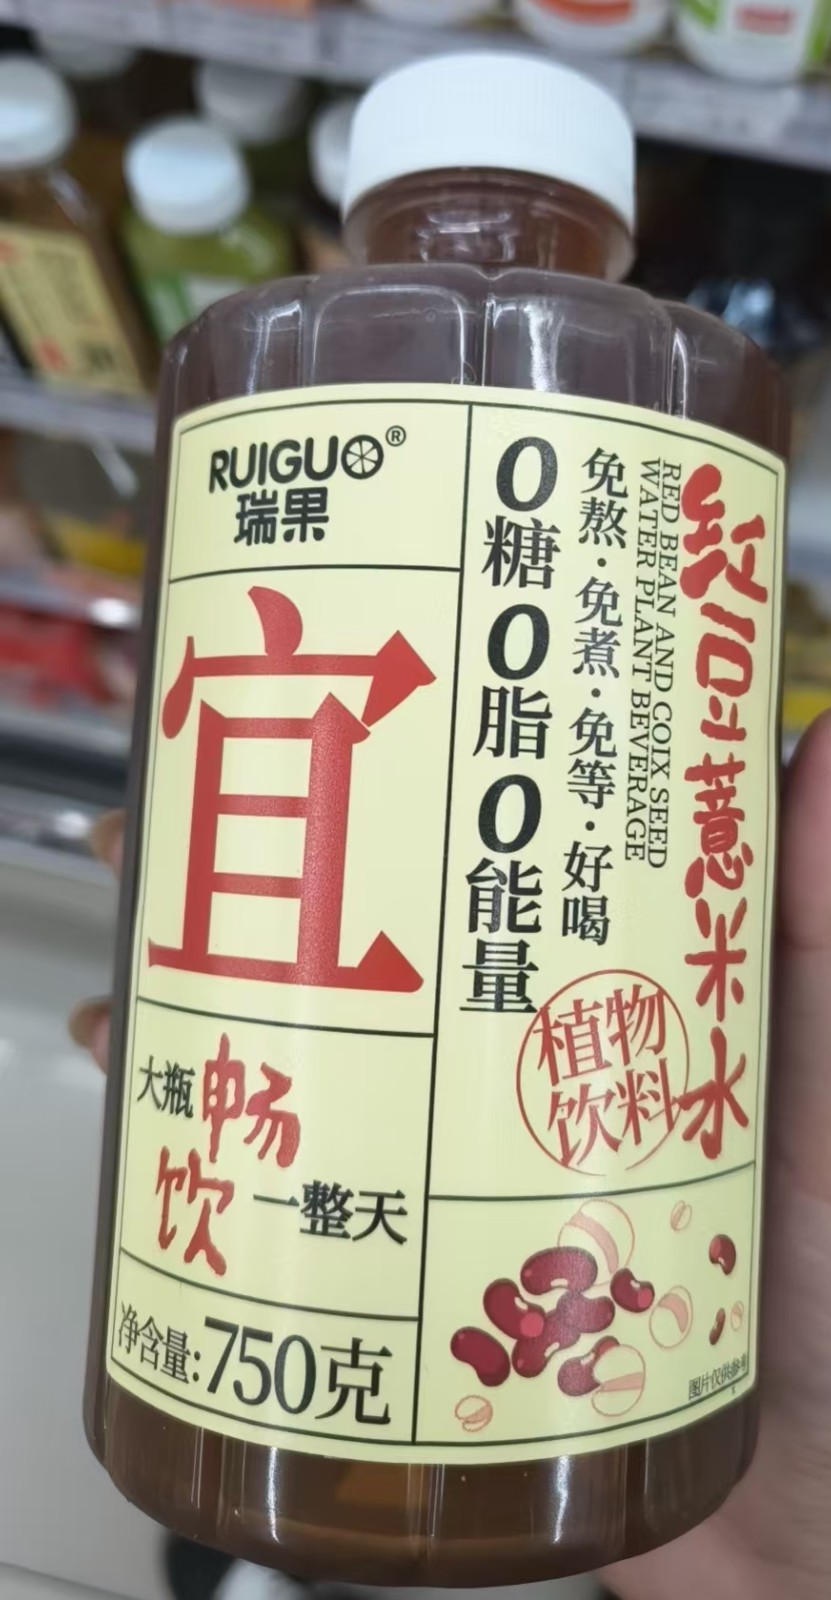 RUIGUO®
瑞果
宜
大瓶畅饮一整天
净含量:750克
红豆薏米水
RED BEAN AND COIX SEED
WATER PLANT BEVERAGE
免熬·免煮·免等·好喝
0糖0脂0能量
植物
饮料
图片仅供参考